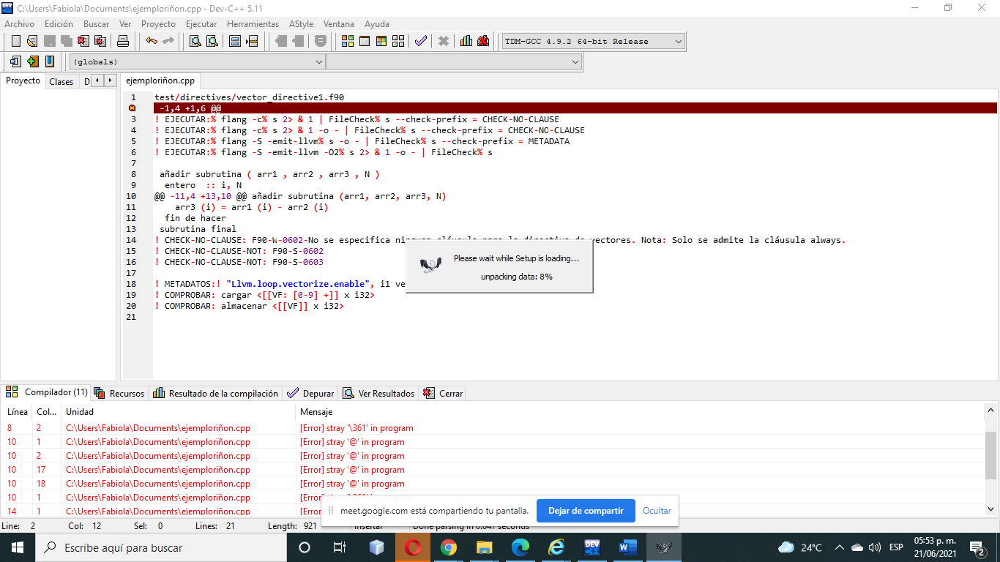 C:\Users\Fabiola\Documents\ejemploriñon.cpp - Dev-C++ 5.11
Archivo Edición Buscar Ver Proyecto Ejecutar Herramientas AStyle Ventana Ayuda
TDM-GCC 4.9.2 64-bit Release
(globals)
Proyecto Clases D ejemploriñon.cpp
1 test/directives/vector_directive1.f90
-1,4 +1,6 @@
3 ! EJECUTAR:% flang -c% s 2> & 1 | FileCheck% s --check-prefix = CHECK-NO-CLAUSE
4 ! EJECUTAR:% flang -c% s 2> & 1 -o - | FileCheck% s --check-prefix = CHECK-NO-CLAUSE
5 ! EJECUTAR:% flang -S -emit-llvm% s -o - | FileCheck% s --check-prefix = METADATA
6 ! EJECUTAR:% flang -S -emit-llvm -O2% s 2> & 1 -o - | FileCheck% s
7
8 añadir subrutina ( arr1 , arr2 , arr3 , N )
9 entero :: i, N
10 @@ -11,4 +13,10 @@ añadir subrutina (arr1, arr2, arr3, N)
11 arr3 (i) = arr1 (i) - arr2 (i)
12 fin de hacer
13 subrutina final
14 ! CHECK-NO-CLAUSE: F90-W-0602-No se especifica ninguna cláusula para la directiva de vectores. Nota: Solo se admite la cláusula always.
15 ! CHECK-NO-CLAUSE-NOT: F90-S-0602
16 ! CHECK-NO-CLAUSE-NOT: F90-S-0603
17
18 ! METADATOS:! "Llvm.loop.vectorize.enable", i1 ve
19 ! COMPROBAR: cargar <[[VF: [0-9] +]] x i32>
20 ! COMPROBAR: almacenar <[[VF]] x i32>
21
Please wait while Setup is loading...
unpacking data: 8%
Compilador (11) Recursos Resultado de la compilación Depurar Ver Resultados Cerrar
Línea Col... Unidad Mensaje
8 2 C:\Users\Fabiola\Documents\ejemploriñon.cpp [Error] stray '\361' in program
10 1 C:\Users\Fabiola\Documents\ejemploriñon.cpp [Error] stray '@' in program
10 2 C:\Users\Fabiola\Documents\ejemploriñon.cpp [Error] stray '@' in program
10 17 C:\Users\Fabiola\Documents\ejemploriñon.cpp [Error] stray '@' in program
10 18 C:\Users\Fabiola\Documents\ejemploriñon.cpp [Error] stray '@' in program
10 1 C:\Users\Fabiola\Documents\ejemploriñon.cpp [Error] stray '\361' in program
14 1 C:\Users\Fabiola\Documents\ejemploriñon.cpp
meet.google.com está compartiendo tu pantalla. Dejar de compartir Ocultar
Line: 2 Col: 12 Sel: 0 Lines: 21 Length: 921 Insertar Done parsing in 0.047 seconds
Escribe aquí para buscar
24°C ESP 05:53 p. m.
21/06/2021
2